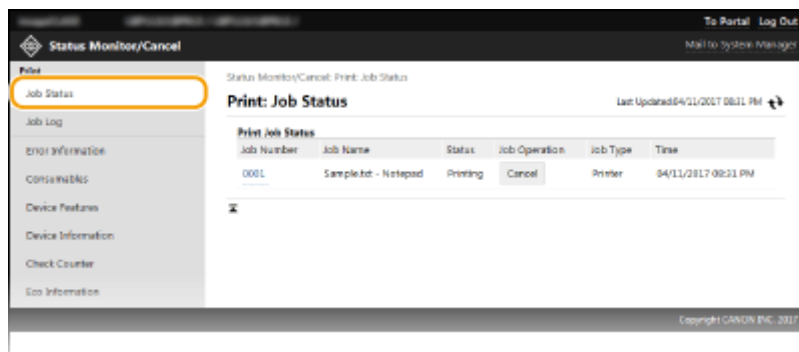 To Portal Log Out
Status Monitor/Cancel
Mail to System Manager
Print
Job Status
Job Log
Error Information
Consumables
Device Features
Device Information
Check Counter
Eco Information
Status Monitor/Cancel: Print: Job Status
Print: Job Status
Last Updated:04/11/2017 08:31 PM
Print Job Status
Job Number Job Name Status Job Operation Job Type Time
0001 Sample.txt - Notepad Printing Cancel Printer 04/11/2017 08:31 PM
Copyright CANON INC. 2017